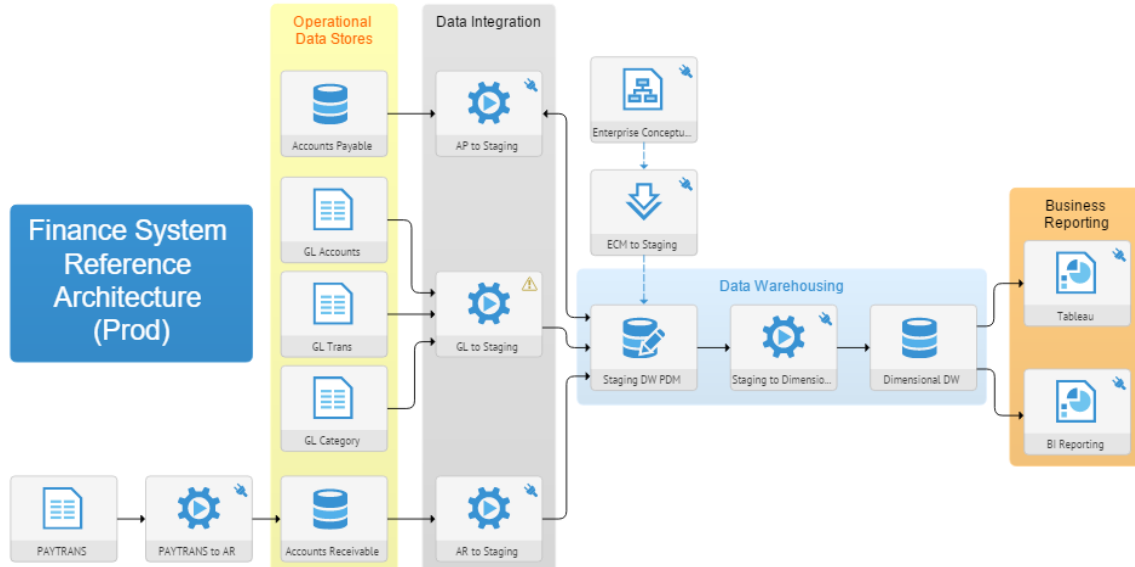 Operational
Data Stores
Data Integration
Accounts Payable
AP to Staging
Enterprise Conceptu...
Finance System
Reference
Architecture
(Prod)
GL Accounts
ECM to Staging
Business
Reporting
Data Warehousing
Tableau
GL Trans
GL to Staging
Staging DW PDM
Staging to Dimensio...
Dimensional DW
GL Category
BI Reporting
PAYTRANS
PAYTRANS to AR
Accounts Receivable
AR to Staging